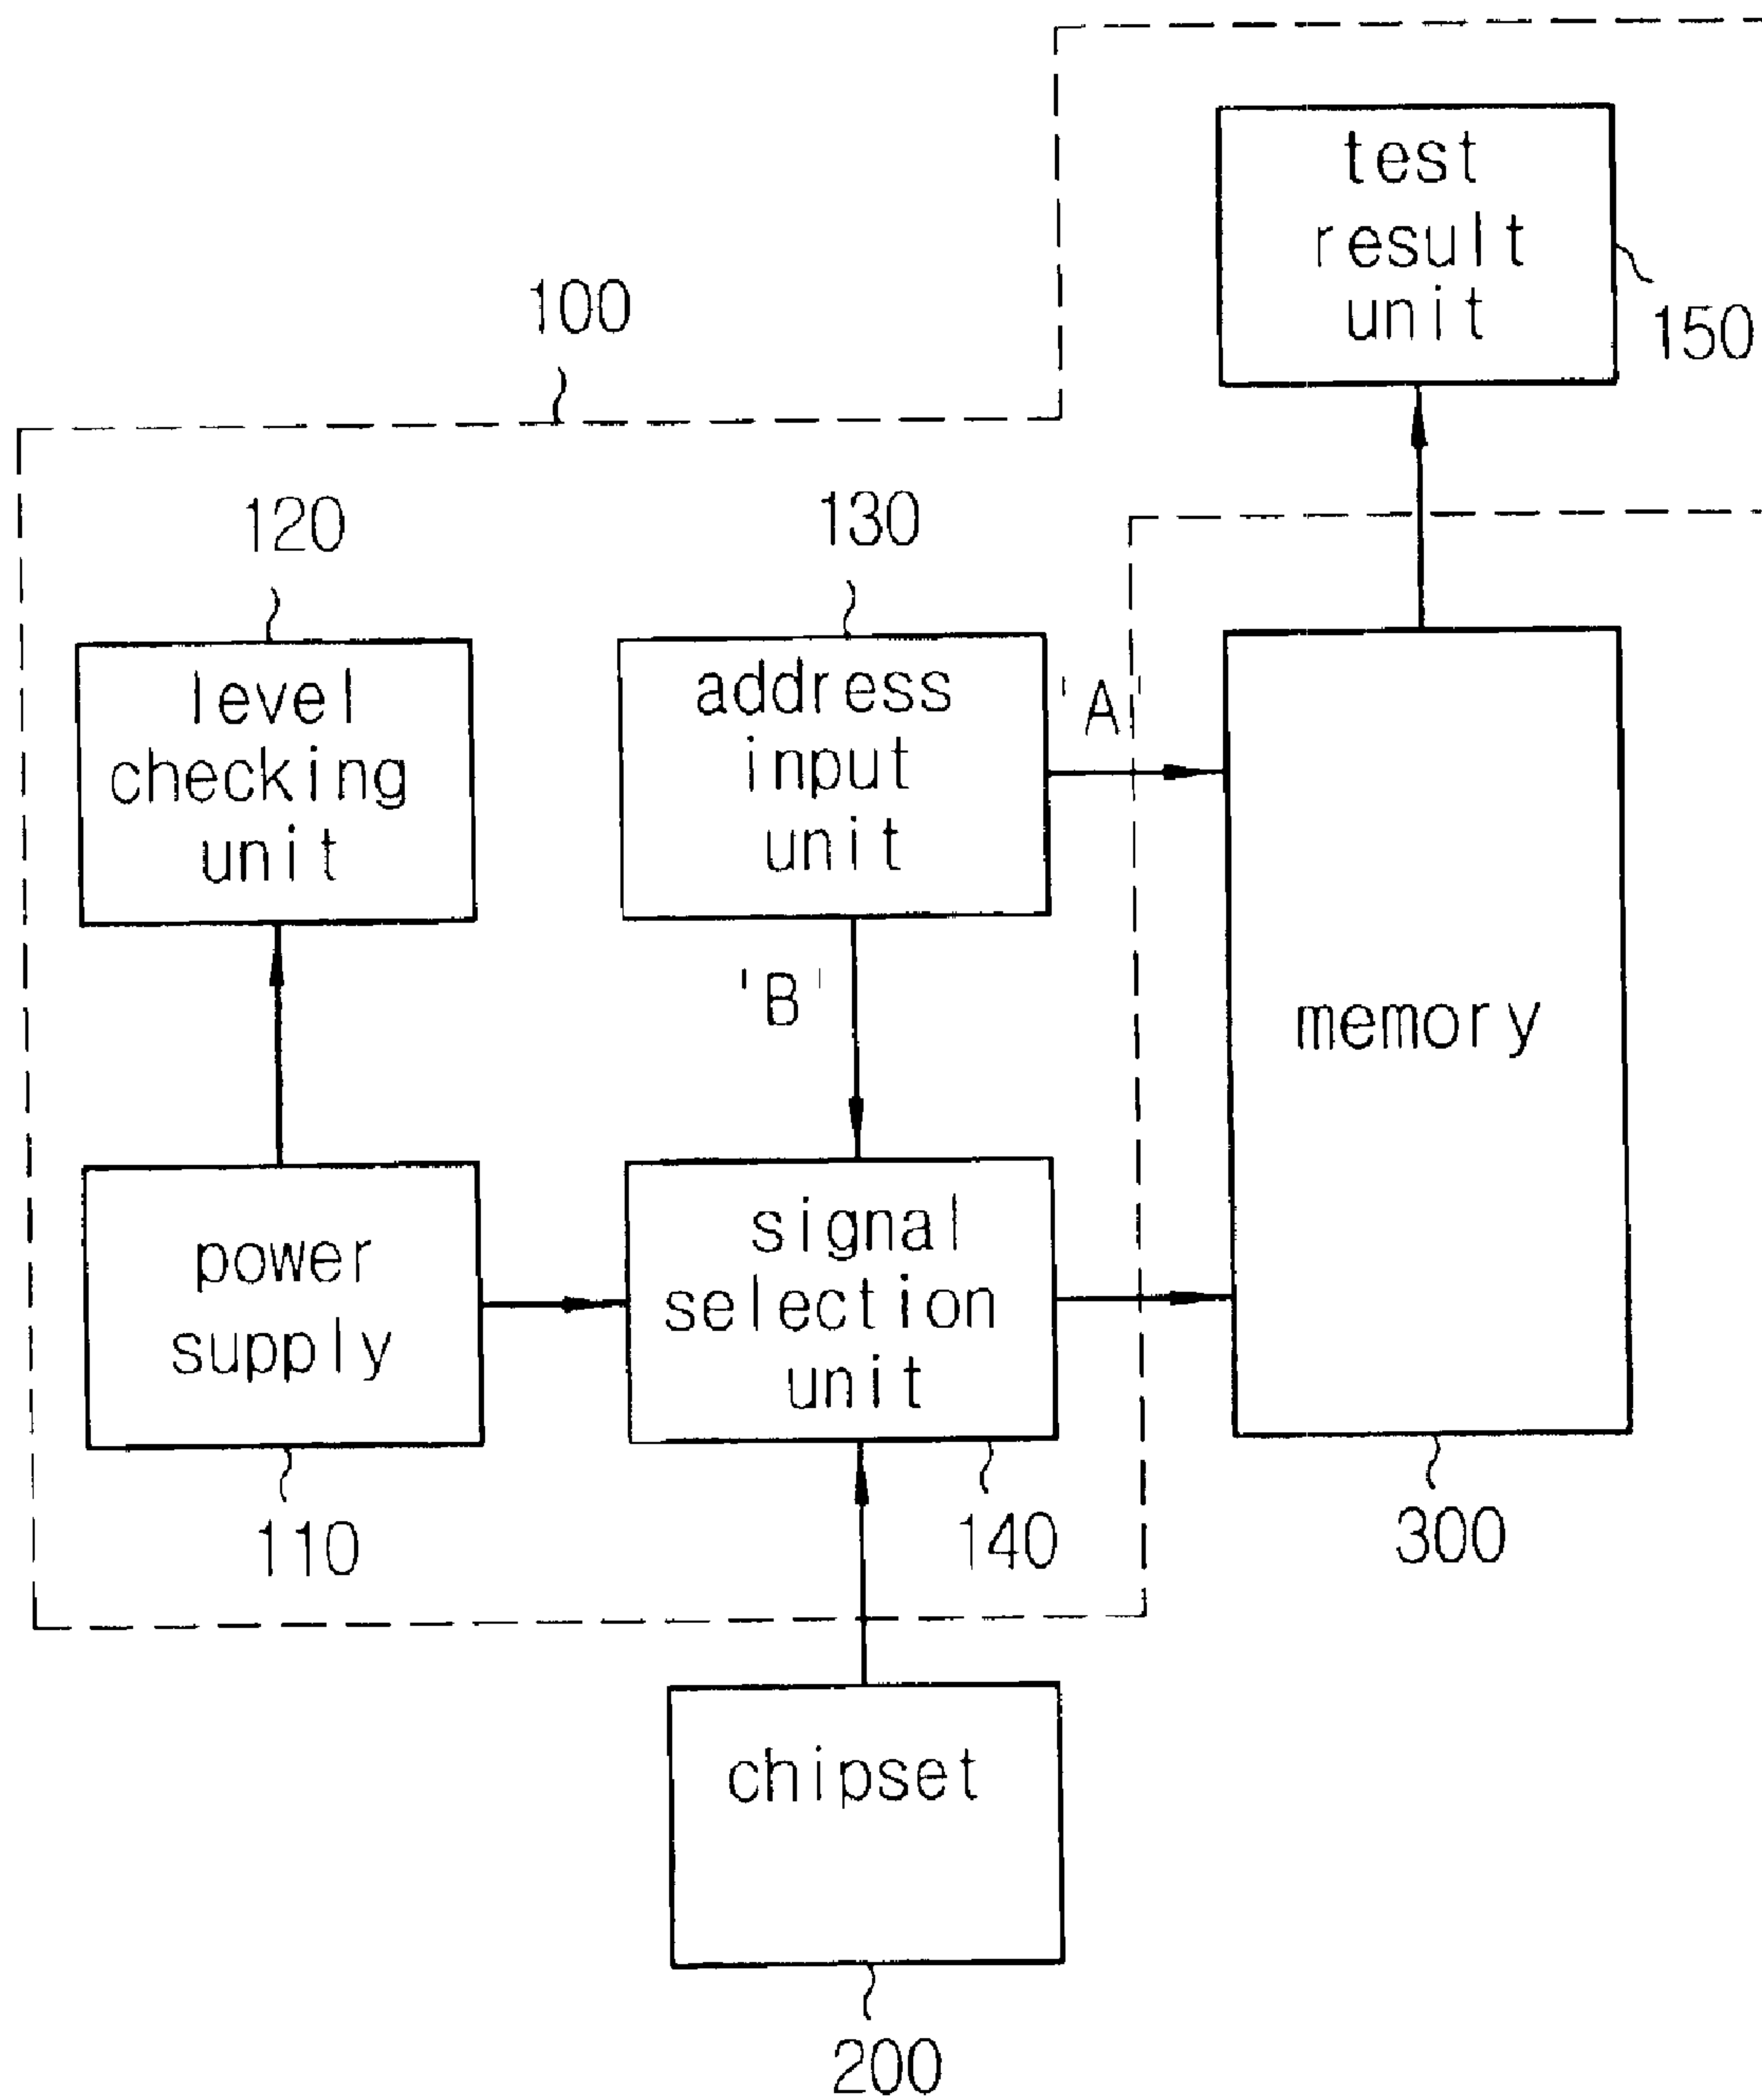 test
result
unit
150
100
120
130
level
checking
unit
address
input
unit
'A'
'B'
memory
power
supply
signal
selection
unit
110
140
300
chipset
200